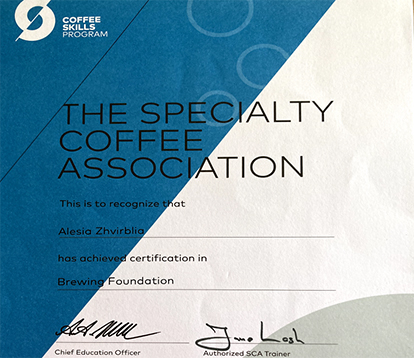 COFFEE
SKILLS
PROGRAM
THE SPECIALTY
COFFEE
ASSOCIATION
This is to recognize that
Alesia Zhvirblia
has achieved certification in
Brewing Foundation
Chief Education Officer
Authorized SCA Trainer